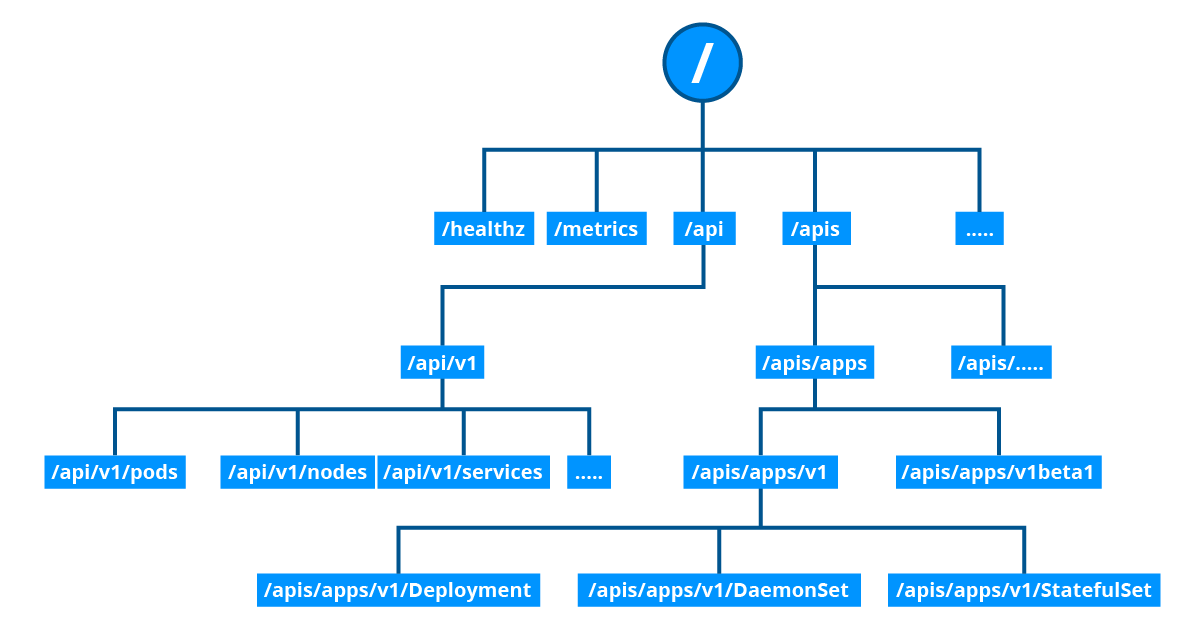 /
/healthz
/metrics
/api
/apis
.....
/api/v1
/apis/apps
/apis/.....
/api/v1/pods
/api/v1/nodes
/api/v1/services
.....
/apis/apps/v1
/apis/apps/v1beta1
/apis/apps/v1/Deployment
/apis/apps/v1/DaemonSet
/apis/apps/v1/StatefulSet